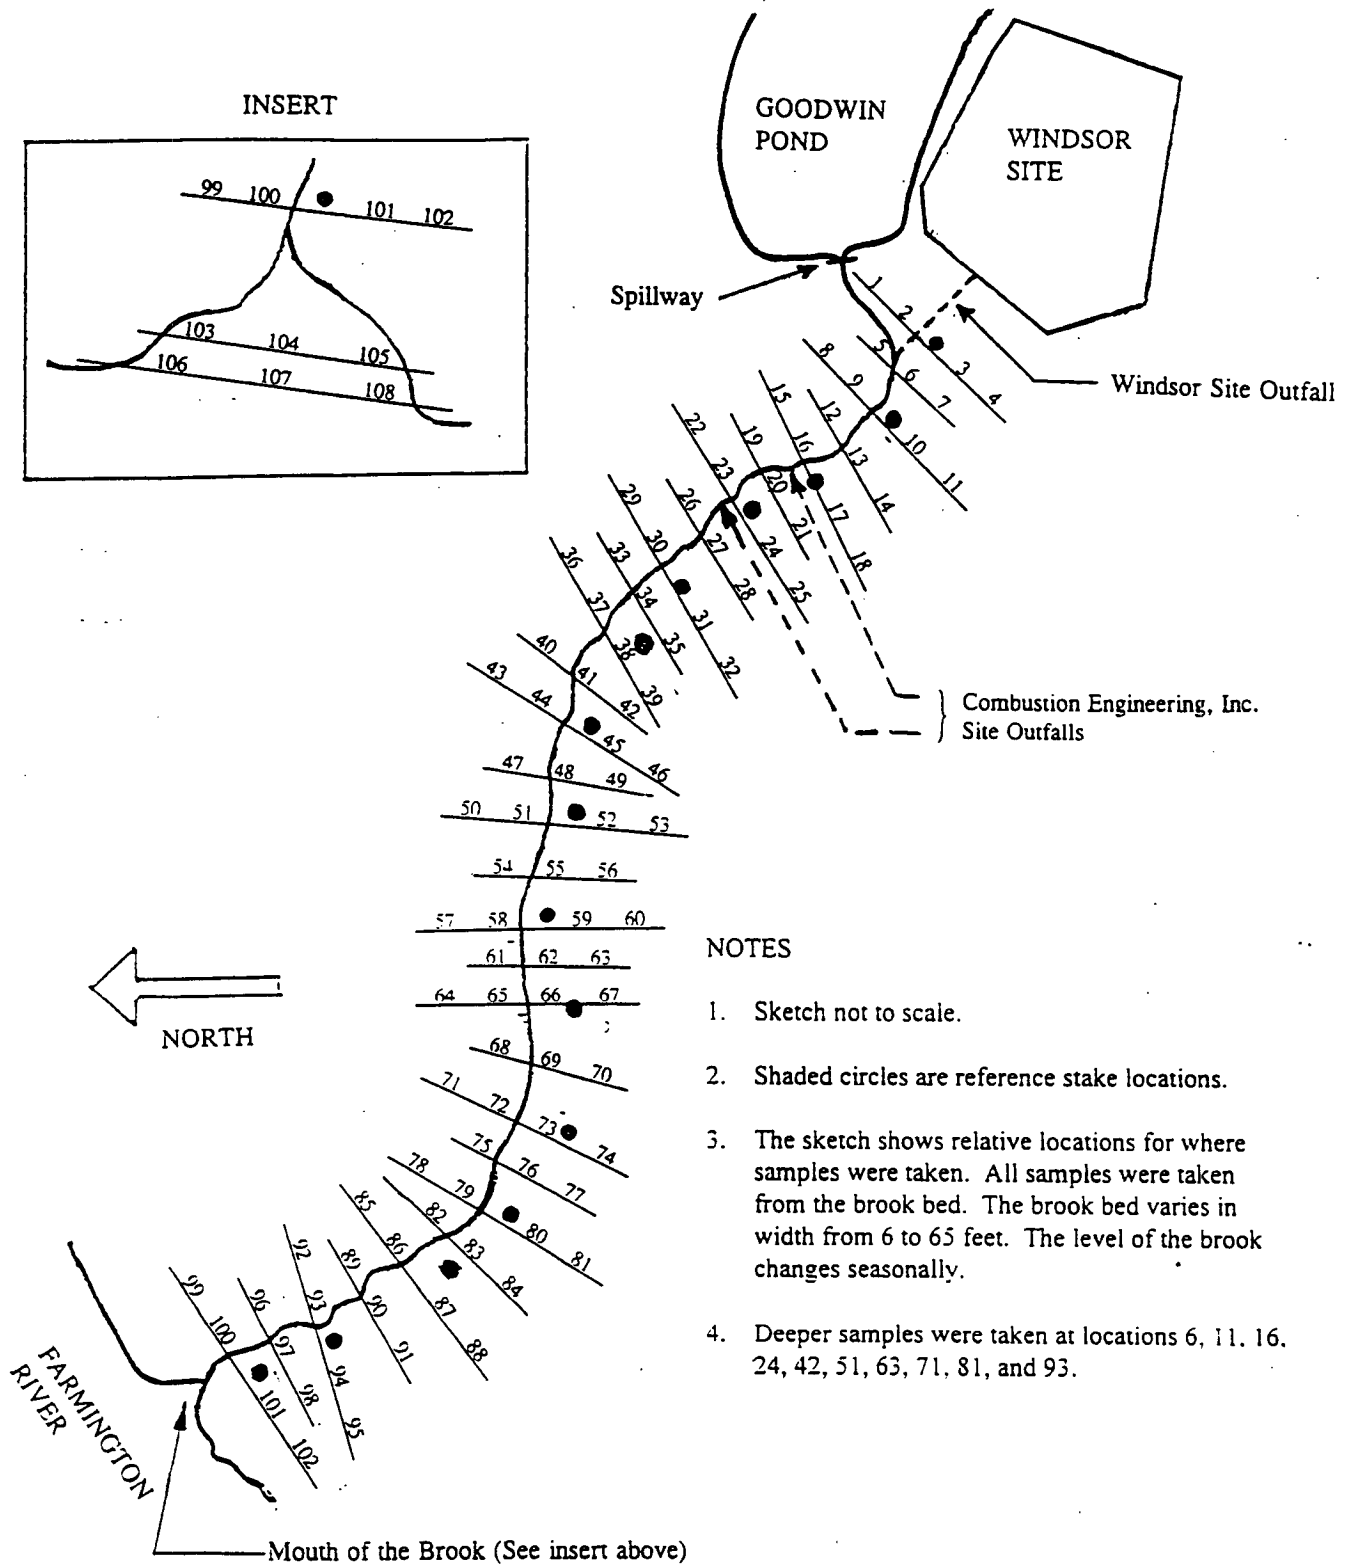 INSERT
99 100 101 102
103 104 105
106 107 108
GOODWIN
POND
WINDSOR
SITE
Spillway
Windsor Site Outfall
1 2 3 4
5 6 7
8 9 10 11
12 13 14
15 16 17 18
19 20 21
22 23 24 25
26 27 28
29 30 31 32
33 34 35
36 37 38 39
40 41 42
43 44 45 46
47 48 49
50 51 52 53
54 55 56
57 58 59 60
61 62 63
64 65 66 67
68 69 70
71 72 73 74
75 76 77
78 79 80 81
82 83 84
85 86 87 88
89 90 91
92 93 94 95
96 97 98
99 100 101 102
Combustion Engineering, Inc.
Site Outfalls
NORTH
NOTES
1. Sketch not to scale.
2. Shaded circles are reference stake locations.
3. The sketch shows relative locations for where
samples were taken. All samples were taken
from the brook bed. The brook bed varies in
width from 6 to 65 feet. The level of the brook
changes seasonally.
4. Deeper samples were taken at locations 6, 11, 16,
24, 42, 51, 63, 71, 81, and 93.
FARMINGTON
RIVER
Mouth of the Brook (See insert above)